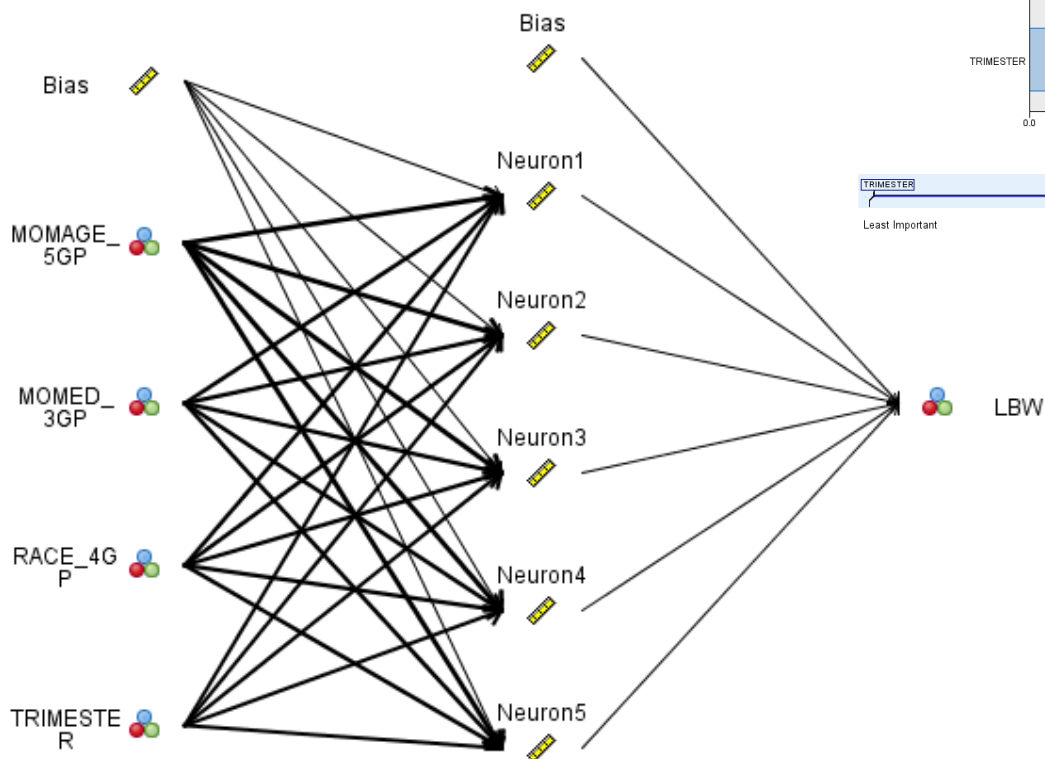 Bias
Bias
TRIMESTER
0.0
Neuron1
TRIMESTER
Least Important
MOMAGE_
5GP
Neuron2
MOMED_
3GP
LBW
Neuron3
RACE_4G
P
Neuron4
TRIMESTE
R
Neuron5